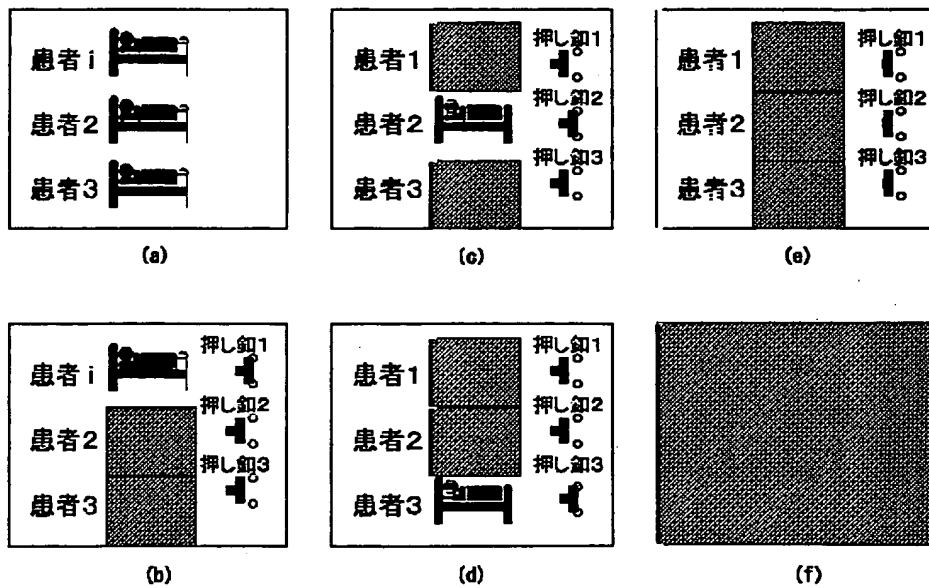 患者i
患者2
患者3
(a)
患者1
押し釦1
患者2
押し釦2
患者3
押し釦3
(c)
患者1
押し釦1
患者2
押し釦2
患者3
押し釦3
(e)
患者i
押し釦1
患者2
押し釦2
患者3
押し釦3
(b)
患者1
押し釦1
患者2
押し釦2
患者3
押し釦3
(d)
(f)